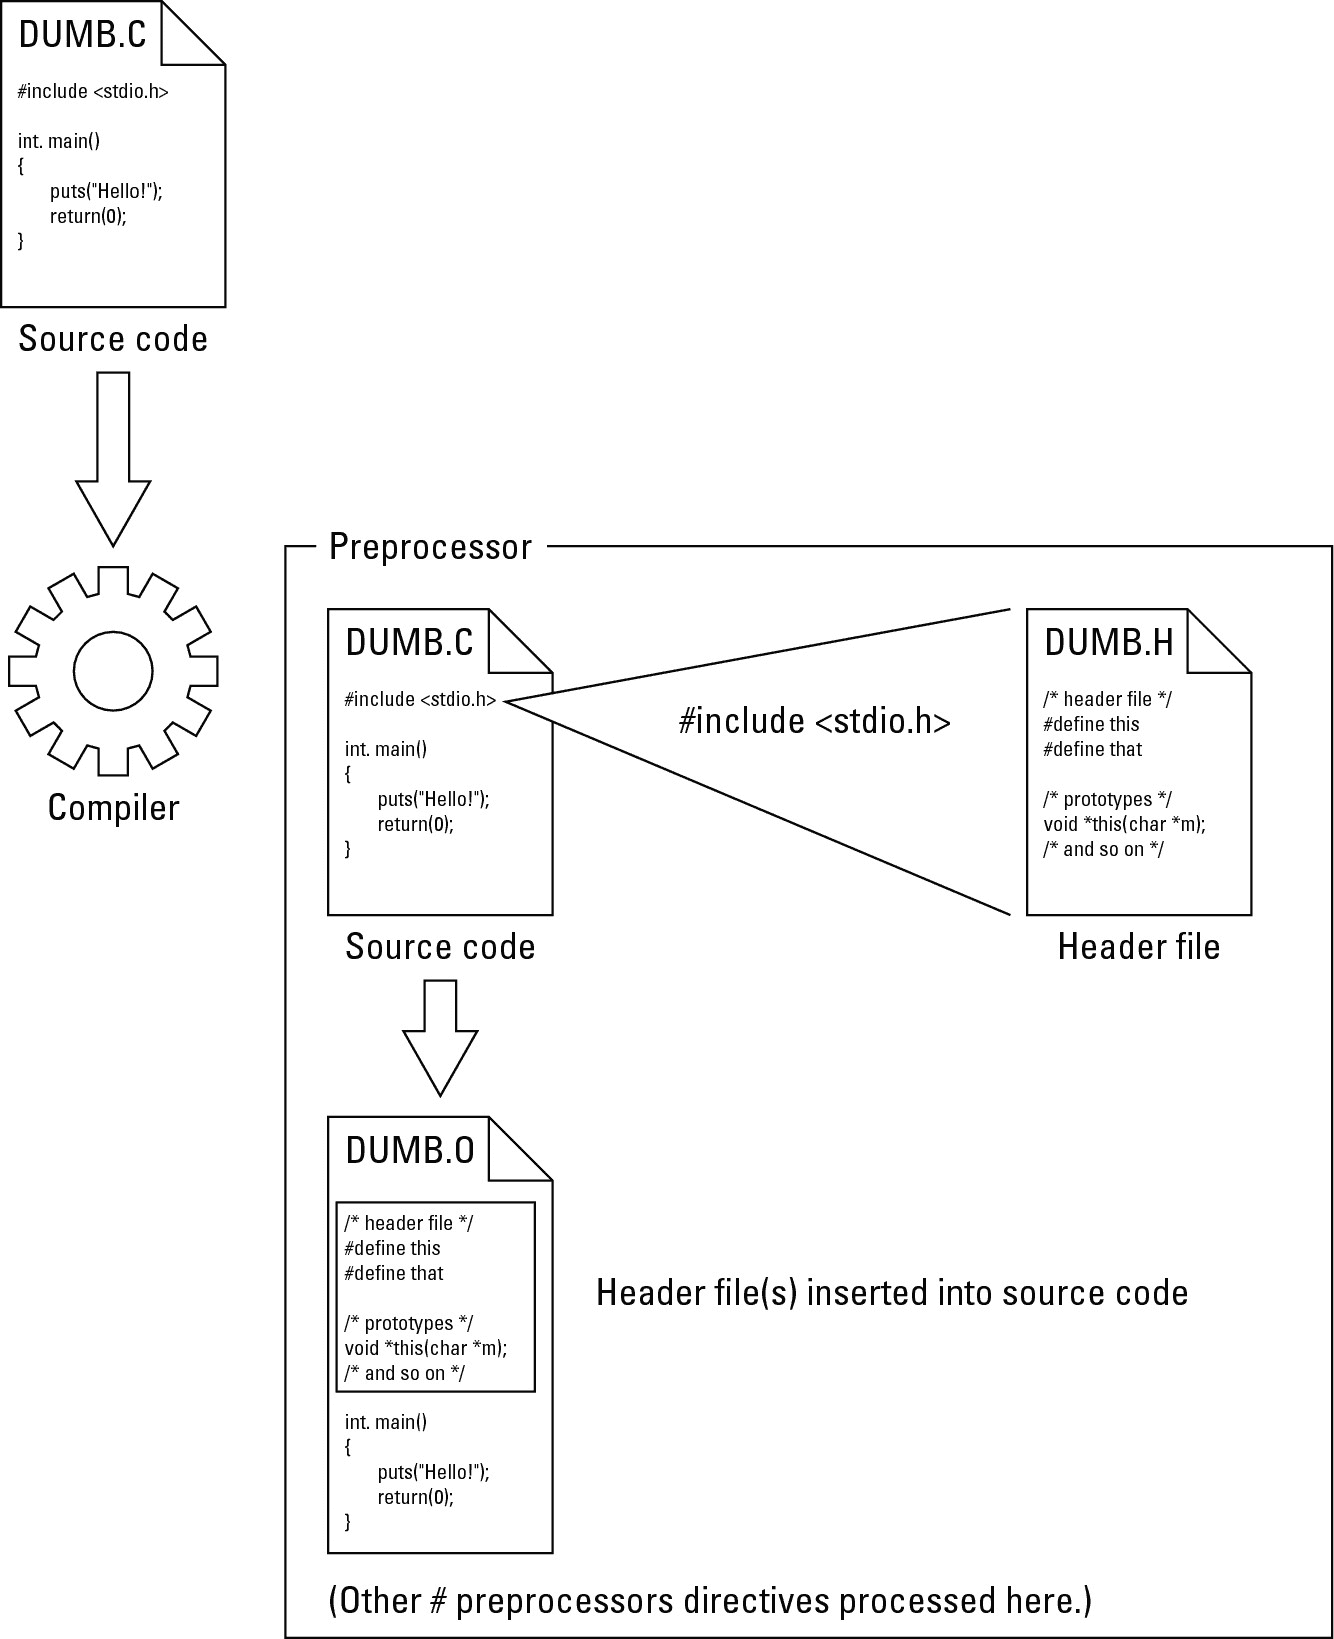 DUMB.C
#include <stdio.h>
int. main()
{
puts("Hello!");
return(0);
}
Source code
Compiler
Preprocessor
DUMB.C
#include <stdio.h>
int. main()
{
puts("Hello!");
return(0);
}
Source code
#include <stdio.h>
DUMB.H
/* header file */
#define this
#define that
/* prototypes */
void *this(char *m);
/* and so on */
Header file
DUMB.O
/* header file */
#define this
#define that
/* prototypes */
void *this(char *m);
/* and so on */
int. main()
{
puts("Hello!");
return(0);
}
Header file(s) inserted into source code
(Other # preprocessors directives processed here.)